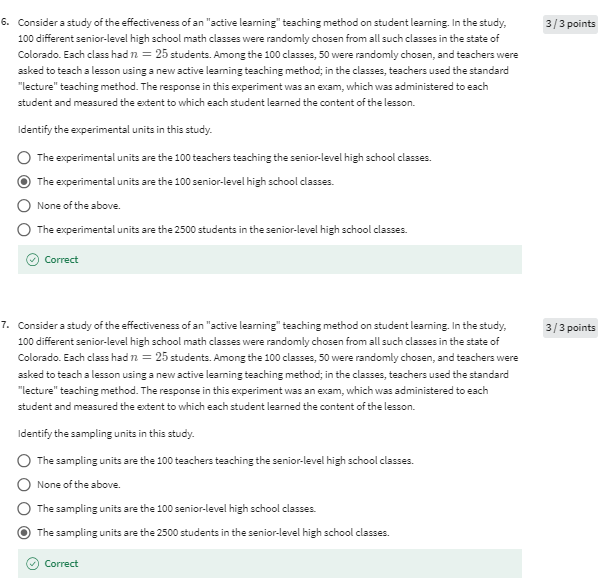 6. Consider a study of the effectiveness of an "active learning" teaching method on student learning. In the study,
3 / 3 points
100 different senior-level high school math classes were randomly chosen from all such classes in the state of
Colorado. Each class had n = 25 students. Among the 100 classes, 50 were randomly chosen, and teachers were
asked to teach a lesson using a new active learning teaching method; in the classes, teachers used the standard
"lecture" teaching method. The response in this experiment was an exam, which was administered to each
student and measured the extent to which each student learned the content of the lesson.
Identify the experimental units in this study.
The experimental units are the 100 teachers teaching the senior-level high school classes.
The experimental units are the 100 senior-level high school classes.
None of the above.
The experimental units are the 2500 students in the senior-level high school classes.
Correct
7. Consider a study of the effectiveness of an "active learning" teaching method on student learning. In the study,
3 / 3 points
100 different senior-level high school math classes were randomly chosen from all such classes in the state of
Colorado. Each class had n = 25 students. Among the 100 classes, 50 were randomly chosen, and teachers were
asked to teach a lesson using a new active learning teaching method; in the classes, teachers used the standard
"lecture" teaching method. The response in this experiment was an exam, which was administered to each
student and measured the extent to which each student learned the content of the lesson.
Identify the sampling units in this study.
The sampling units are the 100 teachers teaching the senior-level high school classes.
None of the above.
The sampling units are the 100 senior-level high school classes.
The sampling units are the 2500 students in the senior-level high school classes.
Correct